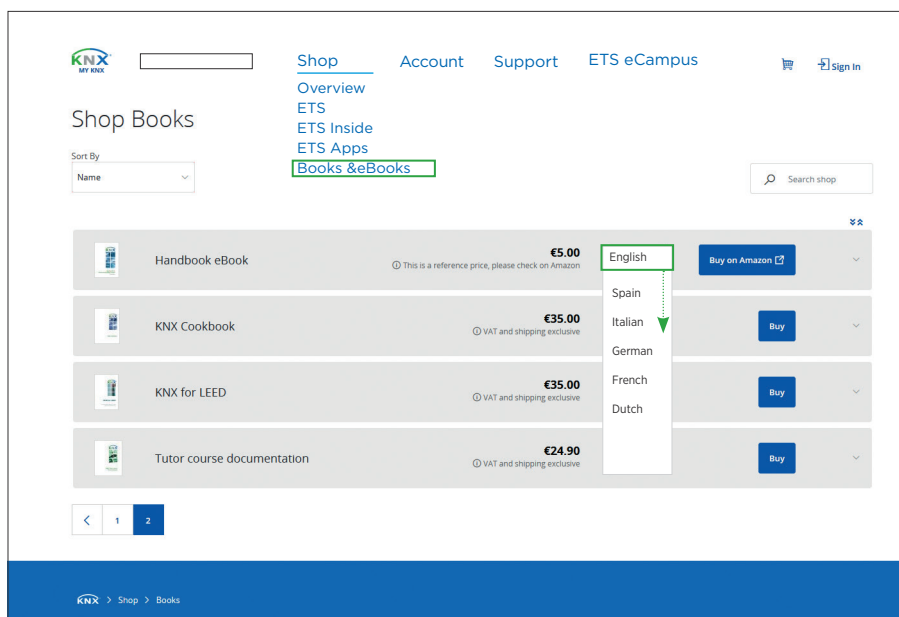 KNX
MY KNX
Shop
Account
Support
ETS eCampus
Sign In
Overview
ETS
ETS Inside
ETS Apps
Books &eBooks
Shop Books
Sort By
Name
Search shop
Handbook eBook
€5.00
This is a reference price, please check on Amazon
English
Buy on Amazon
Spain
Italian
German
French
Dutch
KNX Cookbook
€35.00
VAT and shipping exclusive
Buy
KNX for LEED
€35.00
VAT and shipping exclusive
Buy
Tutor course documentation
€24.90
VAT and shipping exclusive
Buy
1
2
KNX > Shop > Books